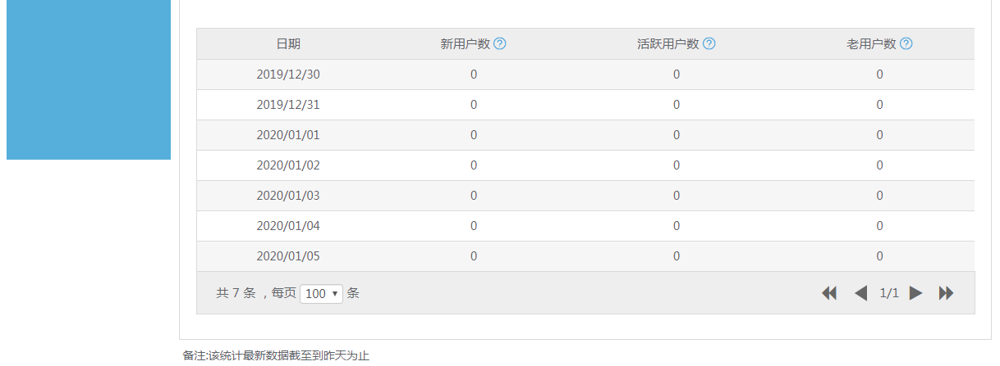 日期 新用户数 活跃用户数 老用户数
2019/12/30 0 0 0
2019/12/31 0 0 0
2020/01/01 0 0 0
2020/01/02 0 0 0
2020/01/03 0 0 0
2020/01/04 0 0 0
2020/01/05 0 0 0
共 7 条 ，每页 100 条 1/1
备注:该统计最新数据截至到昨天为止